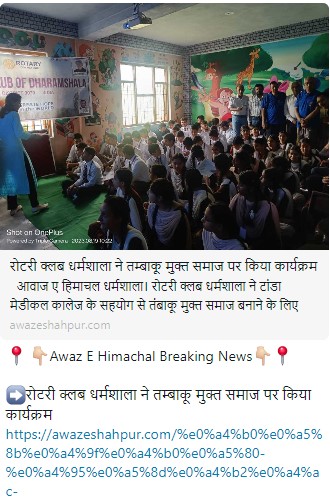 ROTARY
CLUB OF DHARAMSHALA
Shot on OnePlus
Powered by TripleCamera 2023.08.19 10:22
रोटरी क्लब धर्मशाला ने तम्बाकू मुक्त समाज पर किया कार्यक्रम
आवाज ए हिमाचल धर्मशाला। रोटरी क्लब धर्मशाला ने टांडा
मेडीकल कालेज के सहयोग से तंबाकू मुक्त समाज बनाने के लिए
awazeshahpur.com
📍👇🏻Awaz E Himachal Breaking News👇🏻📍
➡️रोटरी क्लब धर्मशाला ने तम्बाकू मुक्त समाज पर किया
कार्यक्रम
https://awazeshahpur.com/%e0%a4%b0%e0%a5%
8b%e0%a4%9f%e0%a4%b0%e0%a5%80-
%e0%a4%95%e0%a5%8d%e0%a4%b2%e0%a4%a
c-